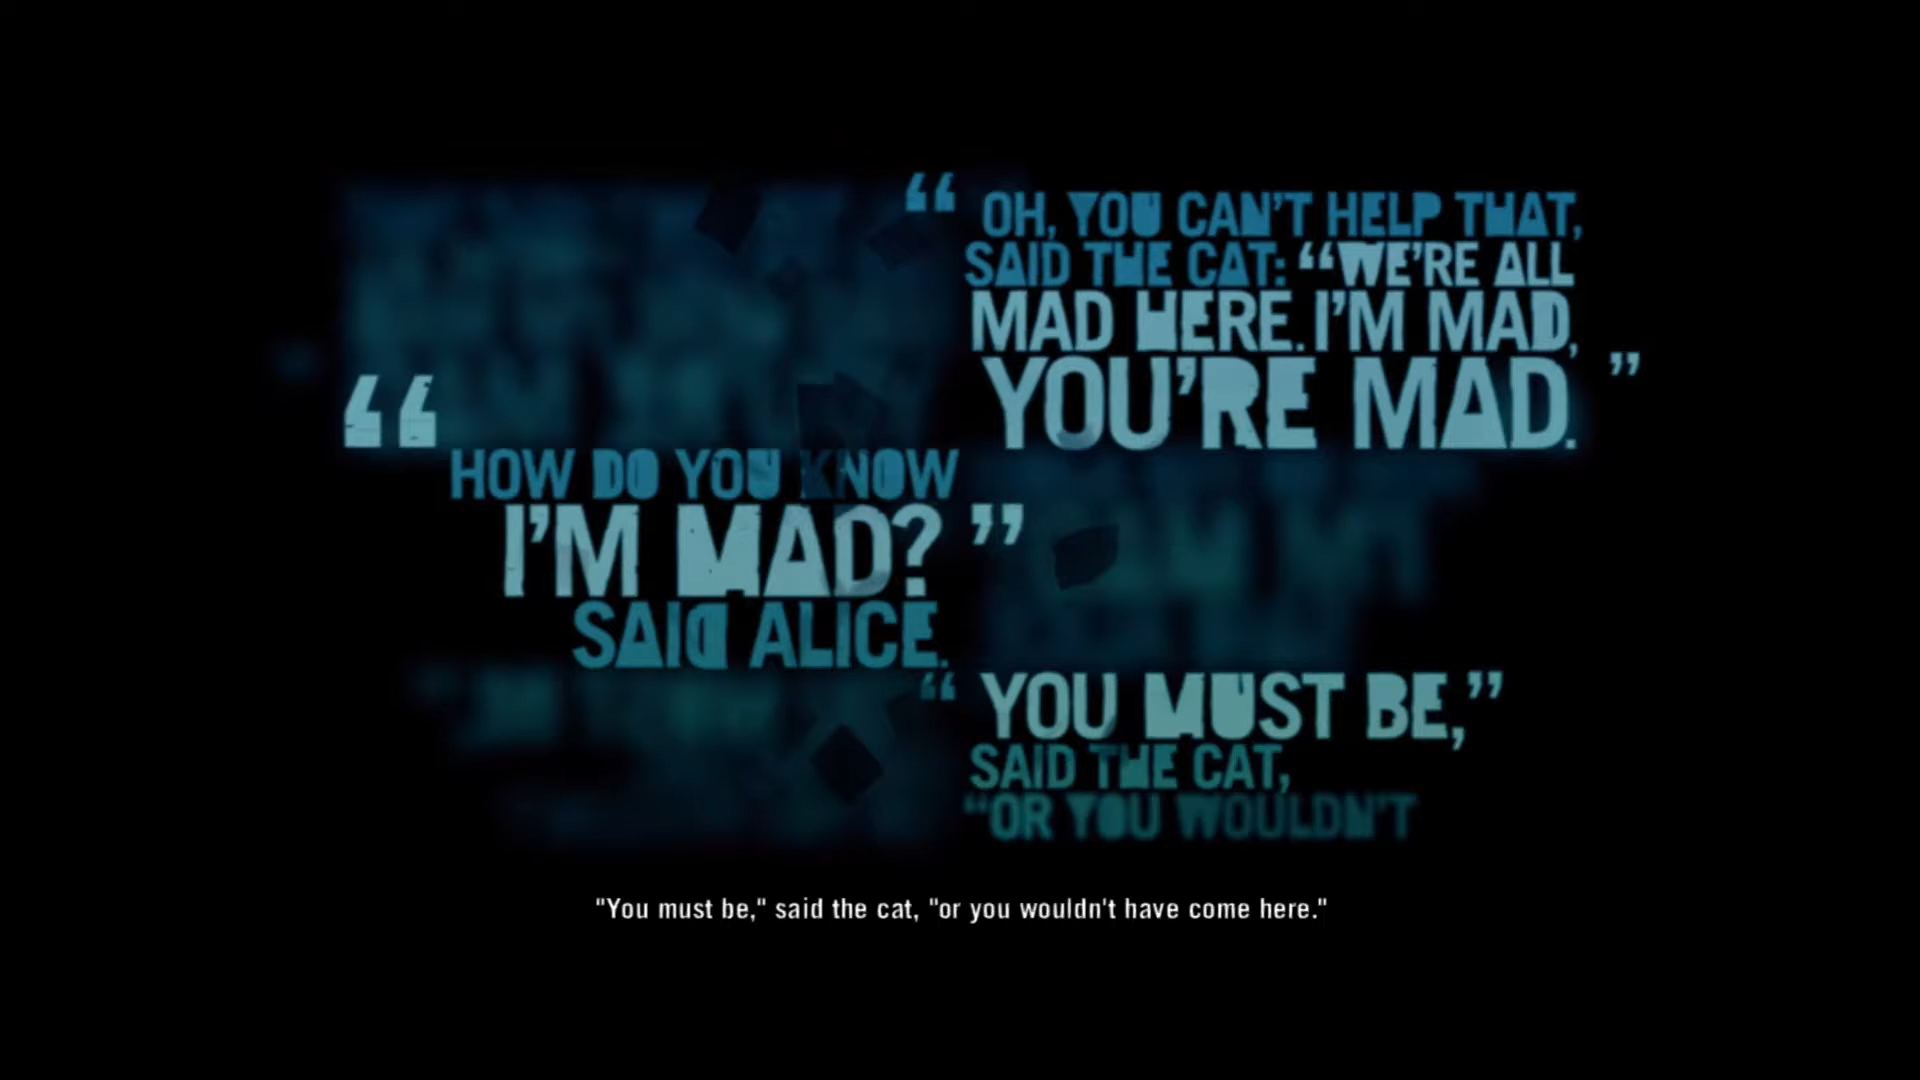 “ OH, YOU CAN'T HELP THAT,
SAID THE CAT: “WE'RE ALL
MAD HERE. I'M MAD,
YOU'RE MAD. ”
“ HOW DO YOU KNOW
I'M MAD? ”
SAID ALICE.
“ YOU MUST BE,”
SAID THE CAT,
“OR YOU WOULDN'T
"You must be," said the cat, "or you wouldn't have come here."